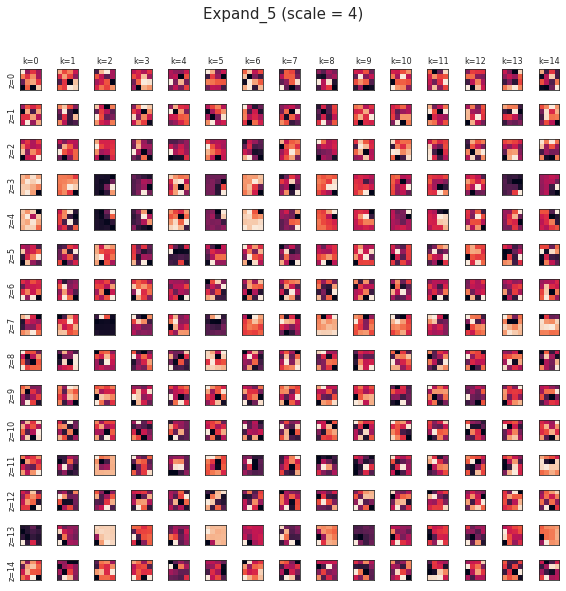 Expand_5 (scale = 4)
k=0 k=1 k=2 k=3 k=4 k=5 k=6 k=7 k=8 k=9 k=10 k=11 k=12 k=13 k=14
z=0
z=1
z=2
z=3
z=4
z=5
z=6
z=7
z=8
z=9
z=10
z=11
z=12
z=13
z=14